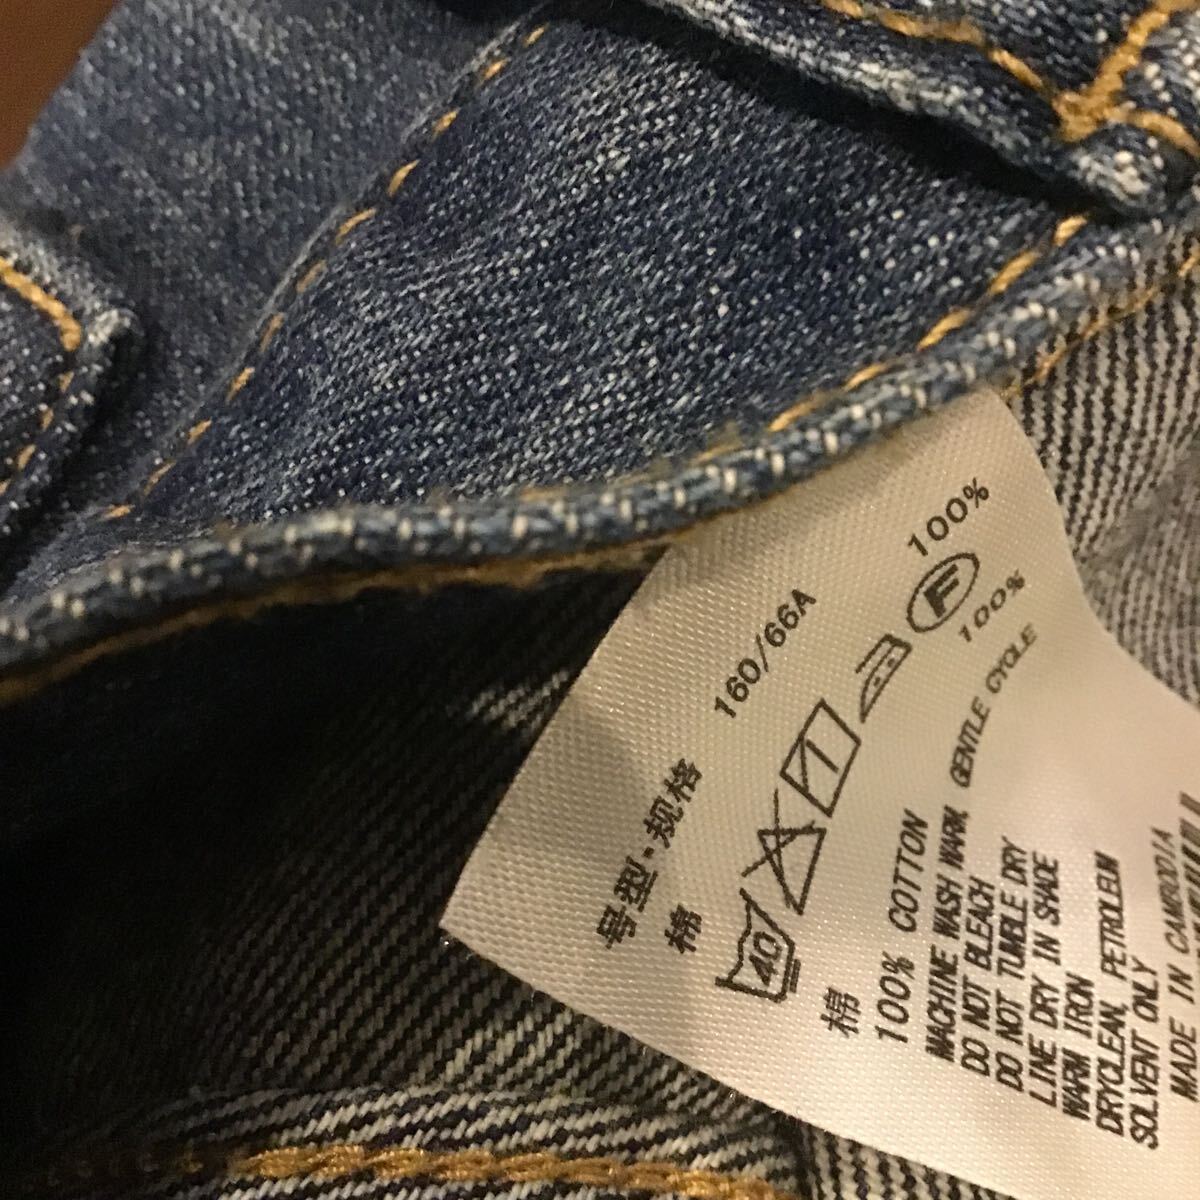 号型·规格 160/66A
棉 100%
40 F
棉 100%
100% COTTON
MACHINE WASH WARM, GENTLE CYCLE
DO NOT BLEACH
DO NOT TUMBLE DRY
LINE DRY IN SHADE
WARM IRON
DRYCLEAN, PETROLEUM
SOLVENT ONLY
MADE IN CAMBODIA